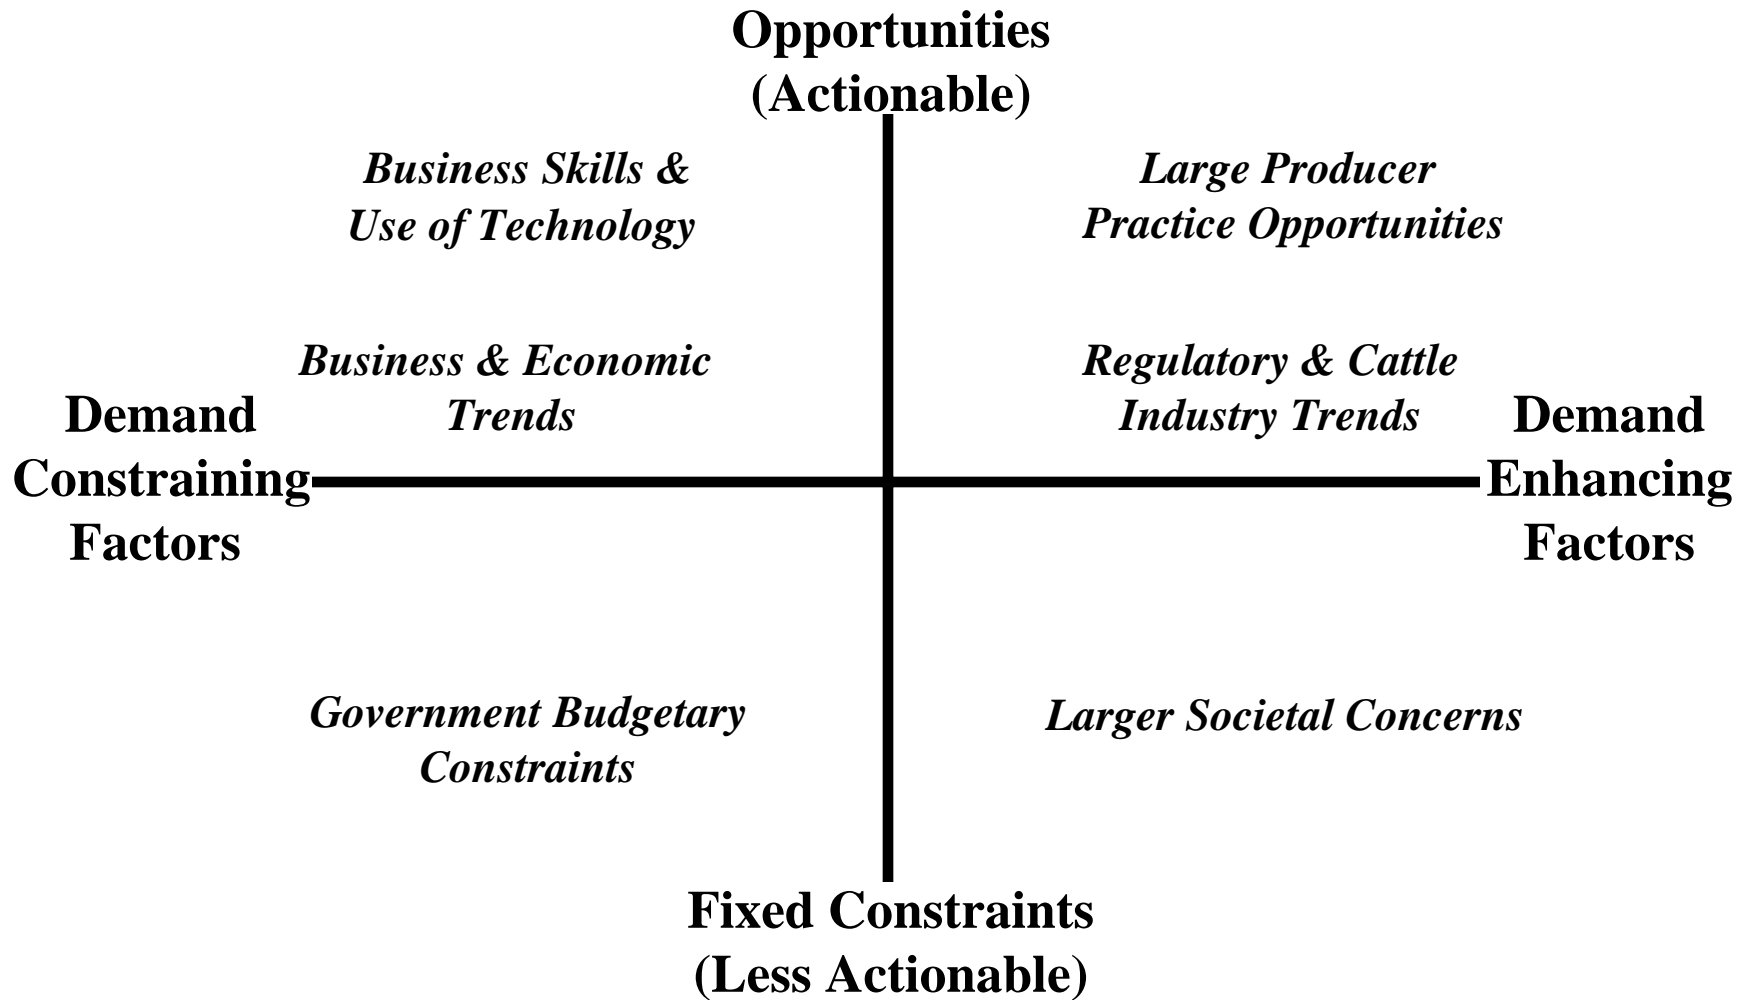 Opportunities
(Actionable)
Business Skills &
Use of Technology
Large Producer
Practice Opportunities
Business & Economic
Trends
Regulatory & Cattle
Industry Trends
Demand
Constraining
Factors
Demand
Enhancing
Factors
Government Budgetary
Constraints
Larger Societal Concerns
Fixed Constraints
(Less Actionable)